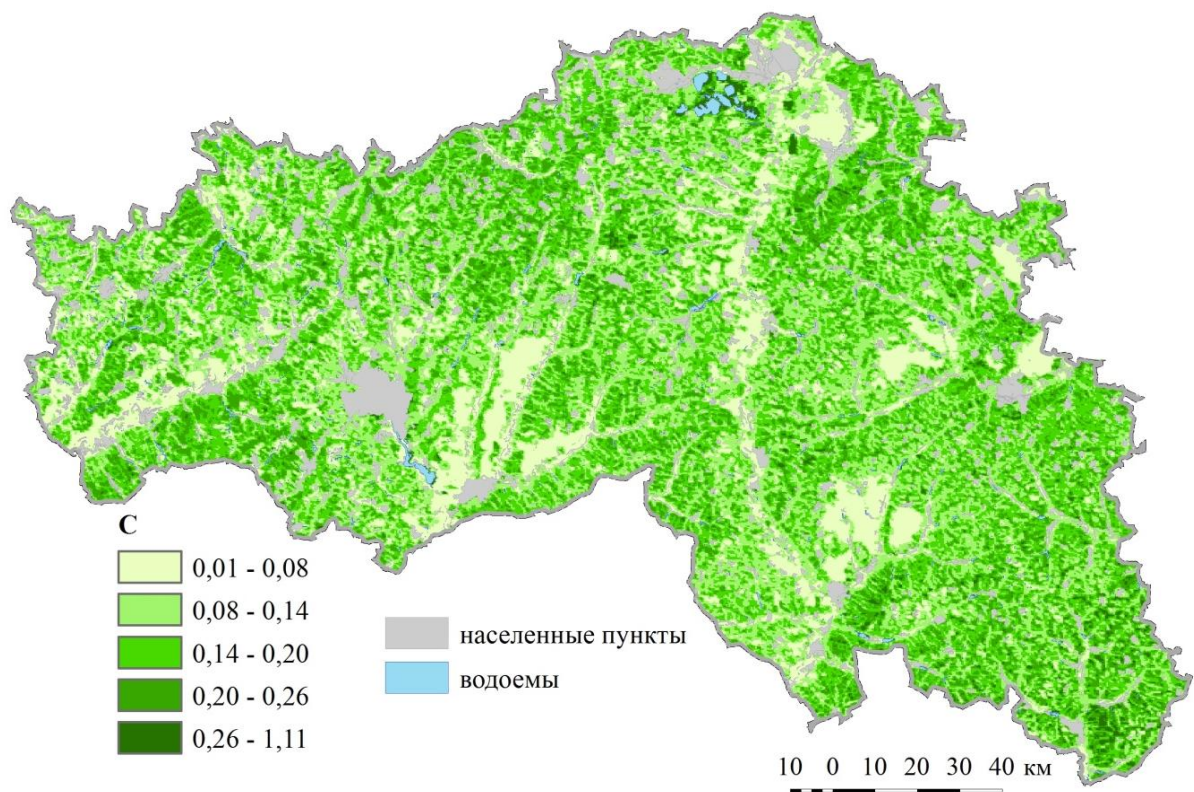 С
0,01 - 0,08
0,08 - 0,14
0,14 - 0,20
0,20 - 0,26
0,26 - 1,11
населенные пункты
водоемы
10 0 10 20 30 40 км